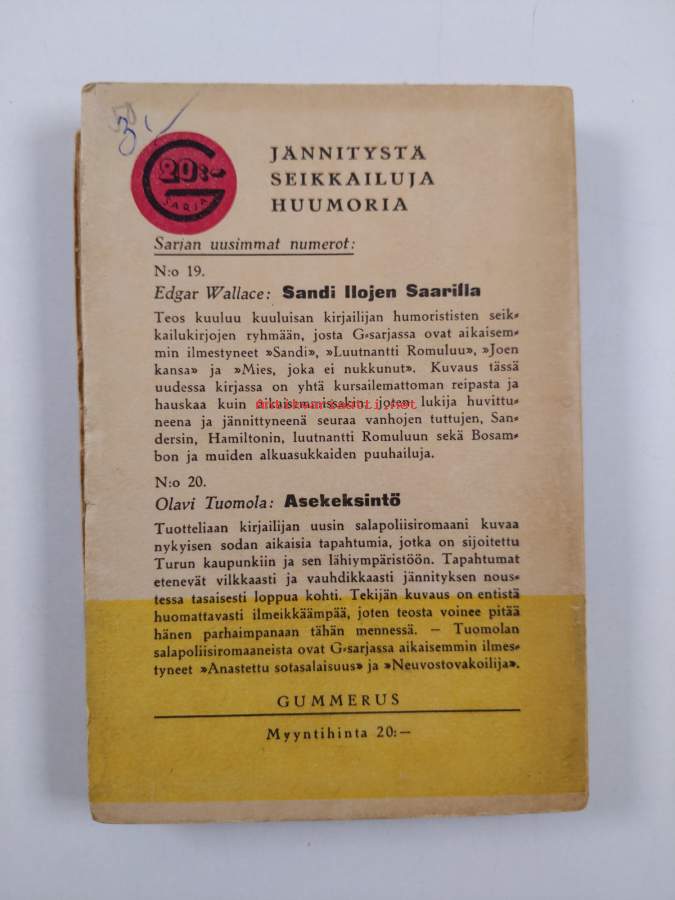 20:-
G
SARJA
JÄNNITYSTÄ
SEIKKAILUJA
HUUMORIA
Sarjan uusimmat numerot:
N:o 19.
Edgar Wallace: Sandi Ilojen Saarilla
Teos kuuluu kuuluisan kirjailijan humorististen seik-
kailukirjojen ryhmään, josta G-sarjassa ovat aikaisem-
min ilmestyneet »Sandi», »Luutnantti Romuluu», »Joen
kansa» ja »Mies, joka ei nukkunut». Kuvaus tässä
uudessa kirjassa on yhtä kursailemattoman reipasta ja
hauskaa kuin aikaisemmissakin, joten lukija huvittu-
neena ja jännittyneenä seuraa vanhojen tuttujen, San-
dersin, Hamiltonin, luutnantti Romuluun sekä Bosam-
bon ja muiden alkuasukkaiden puuhailuja.
N:o 20.
Olavi Tuomola: Asekeksintö
Tuotteliaan kirjailijan uusin salapoliisiromaani kuvaa
nykyisen sodan aikaisia tapahtumia, jotka on sijoitettu
Turun kaupunkiin ja sen lähiympäristöön. Tapahtumat
etenevät vilkkaasti ja vauhdikkaasti jännityksen nous-
tessa tasaisesti loppua kohti. Tekijän kuvaus on entistä
huomattavasti ilmeikkäämpää, joten teosta voinee pitää
hänen parhaimpanaan tähän mennessä. — Tuomolan
salapoliisiromaaneista ovat G-sarjassa aikaisemmin ilmes-
tyneet »Anastettu sotasalaisuus» ja »Neuvostovakoilija».
GUMMERUS
Myyntihinta 20:—